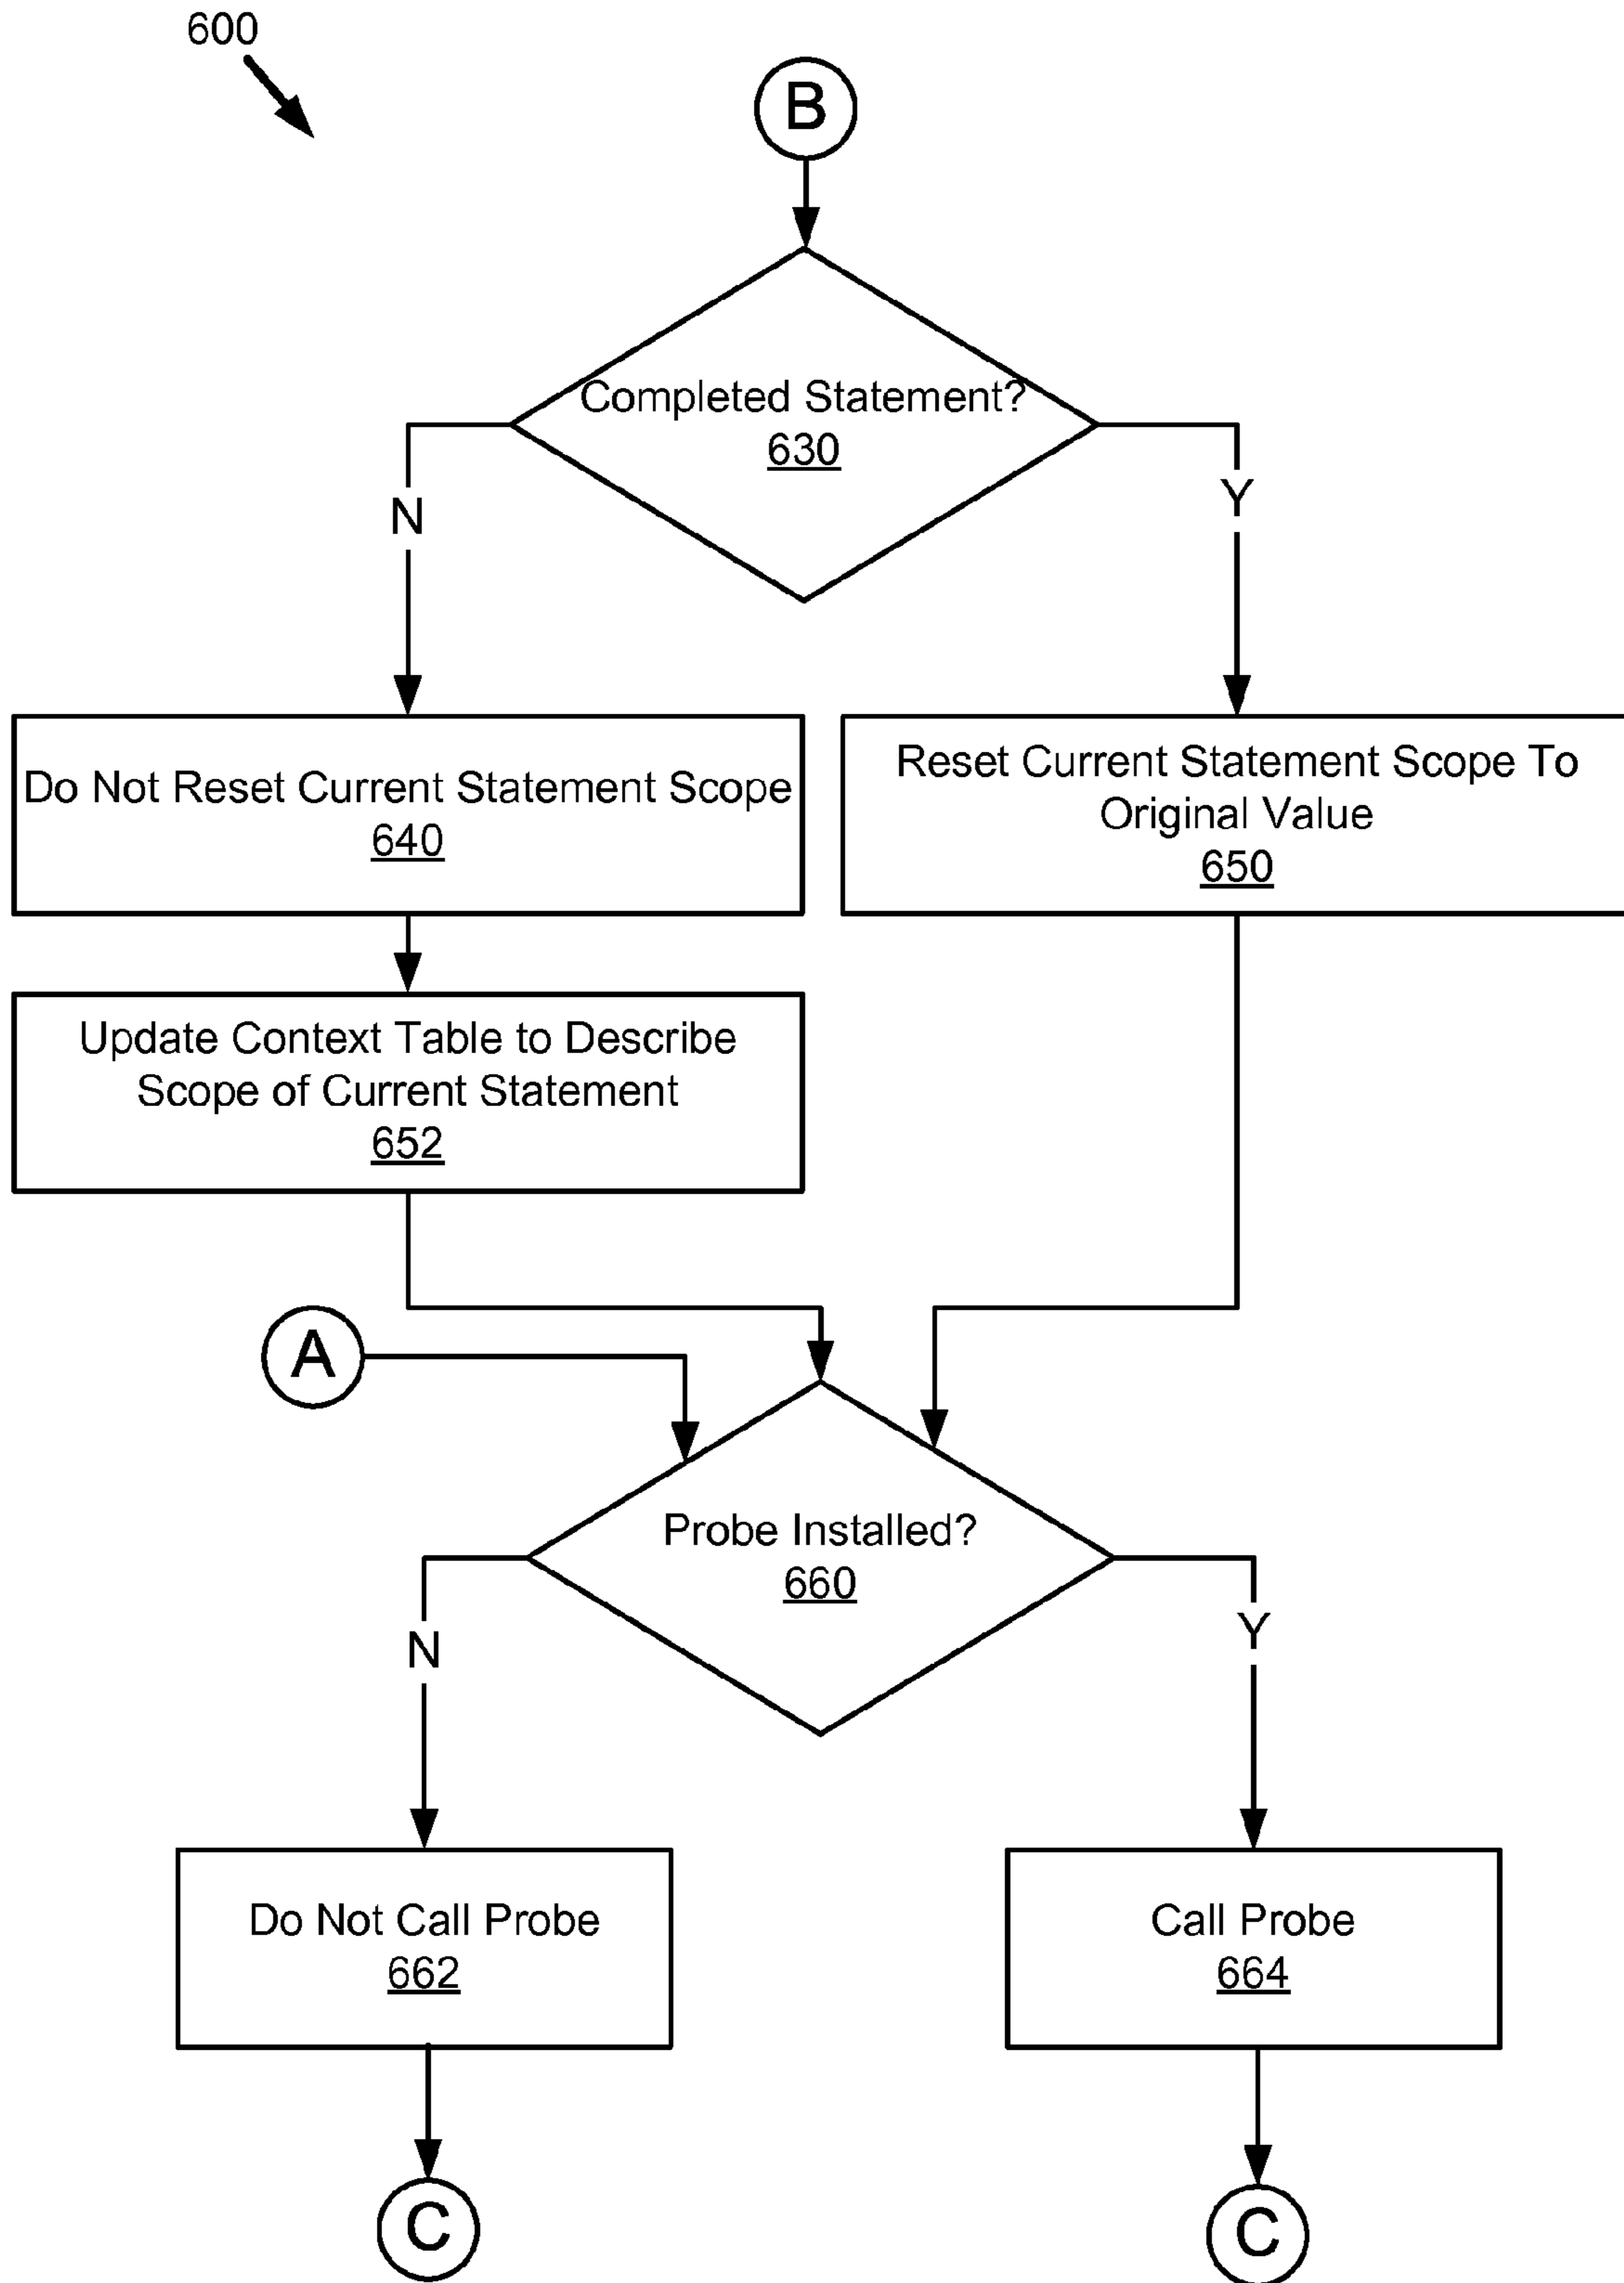 600
B
Completed Statement?
630
N
Y
Do Not Reset Current Statement Scope
640
Reset Current Statement Scope To
Original Value
650
Update Context Table to Describe
Scope of Current Statement
652
A
Probe Installed?
660
N
Y
Do Not Call Probe
662
Call Probe
664
C
C